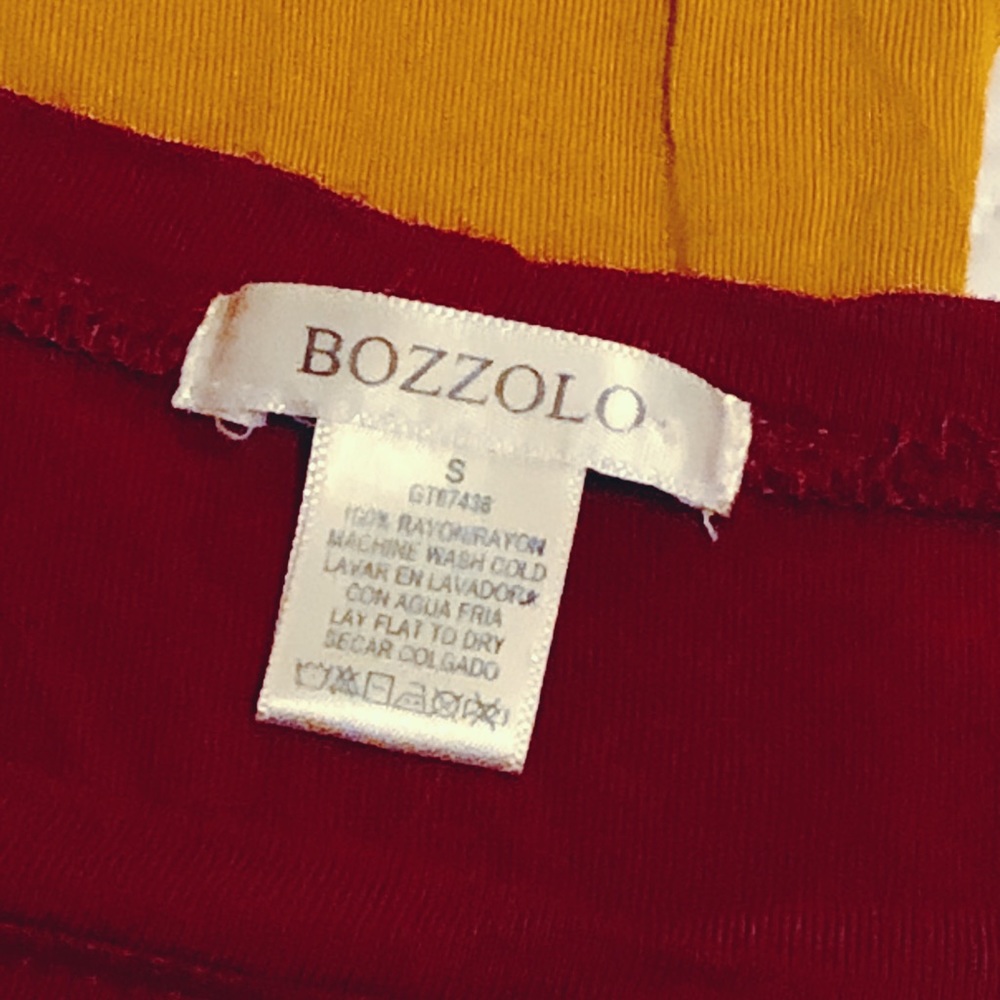 BOZZOLO
S
GT87438
100% RAYON/RAYON
MACHINE WASH COLD
LAVAR EN LAVADORA
CON AGUA FRIA
LAY FLAT TO DRY
SECAR COLGADO